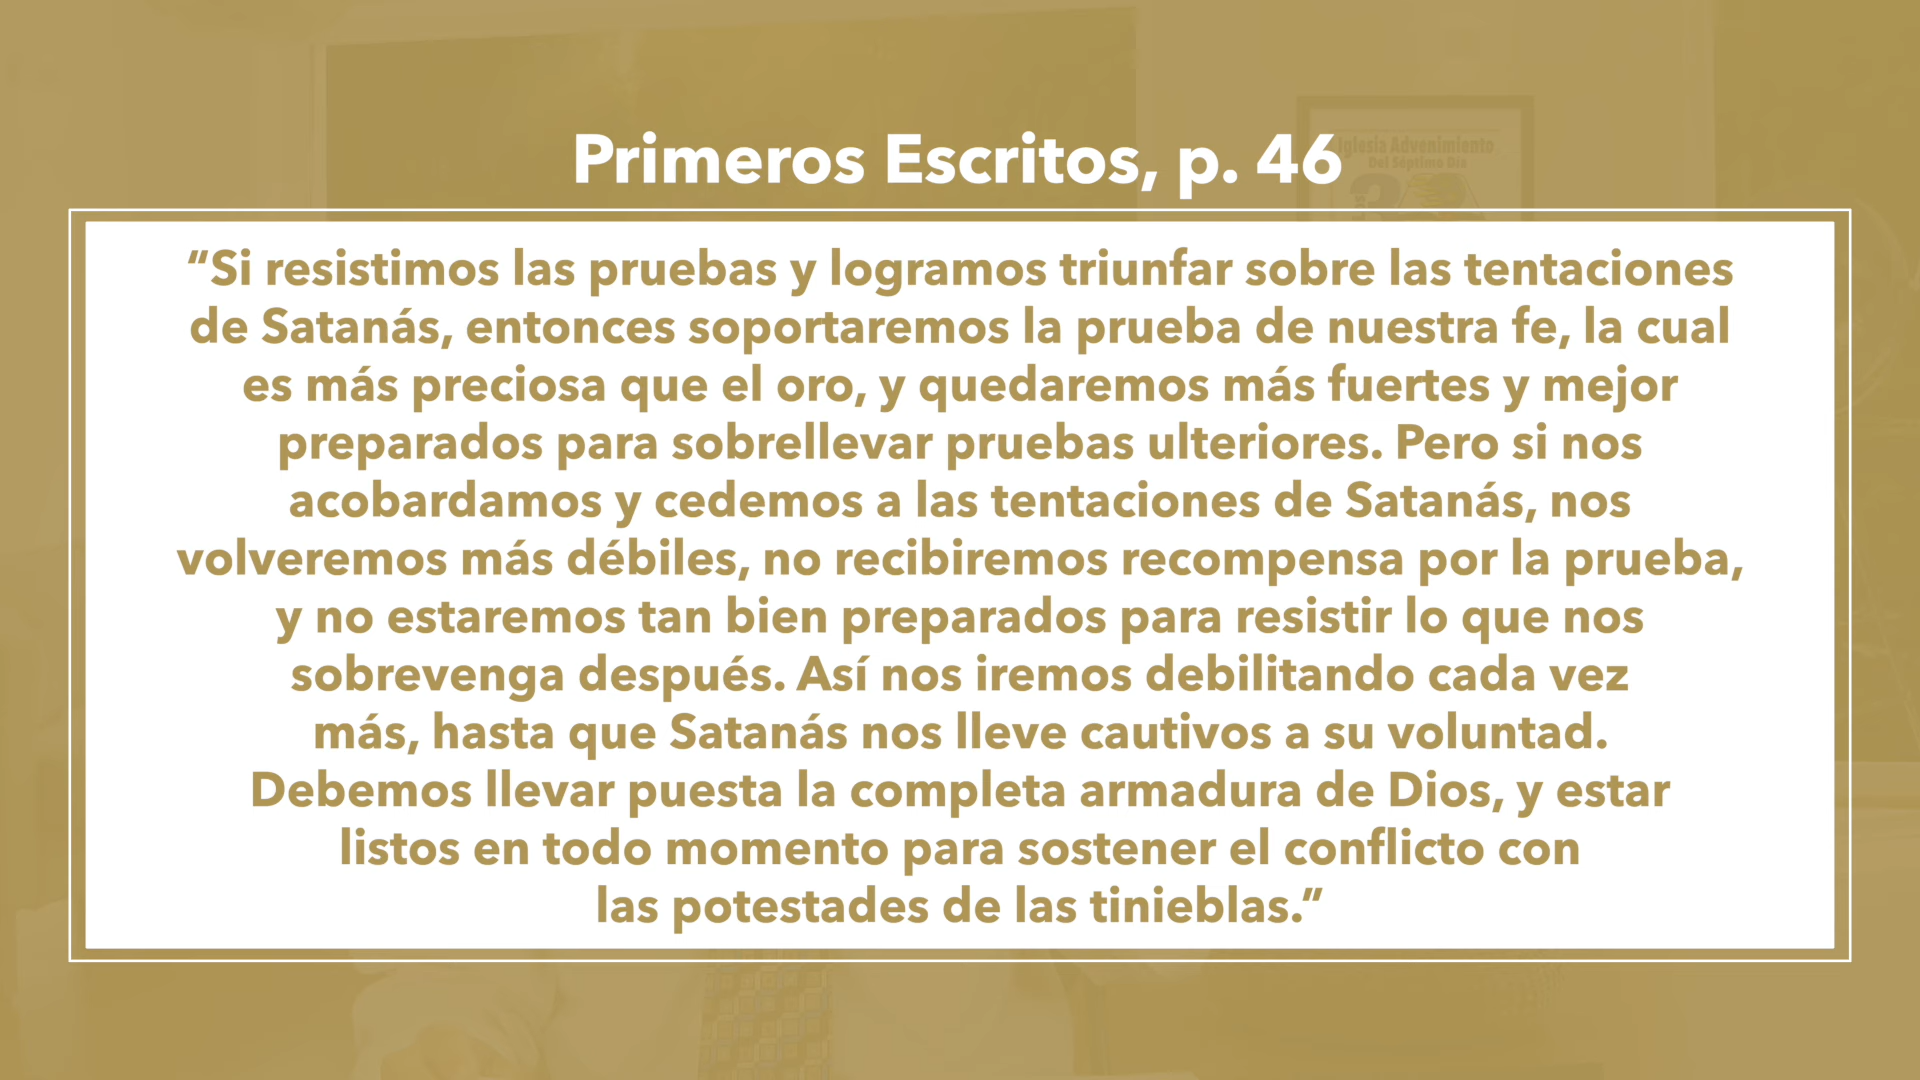 Primeros Escritos, p. 46
Iglesia Advenimiento
Del Séptimo Día
“Si resistimos las pruebas y logramos triunfar sobre las tentaciones
de Satanás, entonces soportaremos la prueba de nuestra fe, la cual
es más preciosa que el oro, y quedaremos más fuertes y mejor
preparados para sobrellevar pruebas ulteriores. Pero si nos
acobardamos y cedemos a las tentaciones de Satanás, nos
volveremos más débiles, no recibiremos recompensa por la prueba,
y no estaremos tan bien preparados para resistir lo que nos
sobrevenga después. Así nos iremos debilitando cada vez
más, hasta que Satanás nos lleve cautivos a su voluntad.
Debemos llevar puesta la completa armadura de Dios, y estar
listos en todo momento para sostener el conflicto con
las potestades de las tinieblas.”